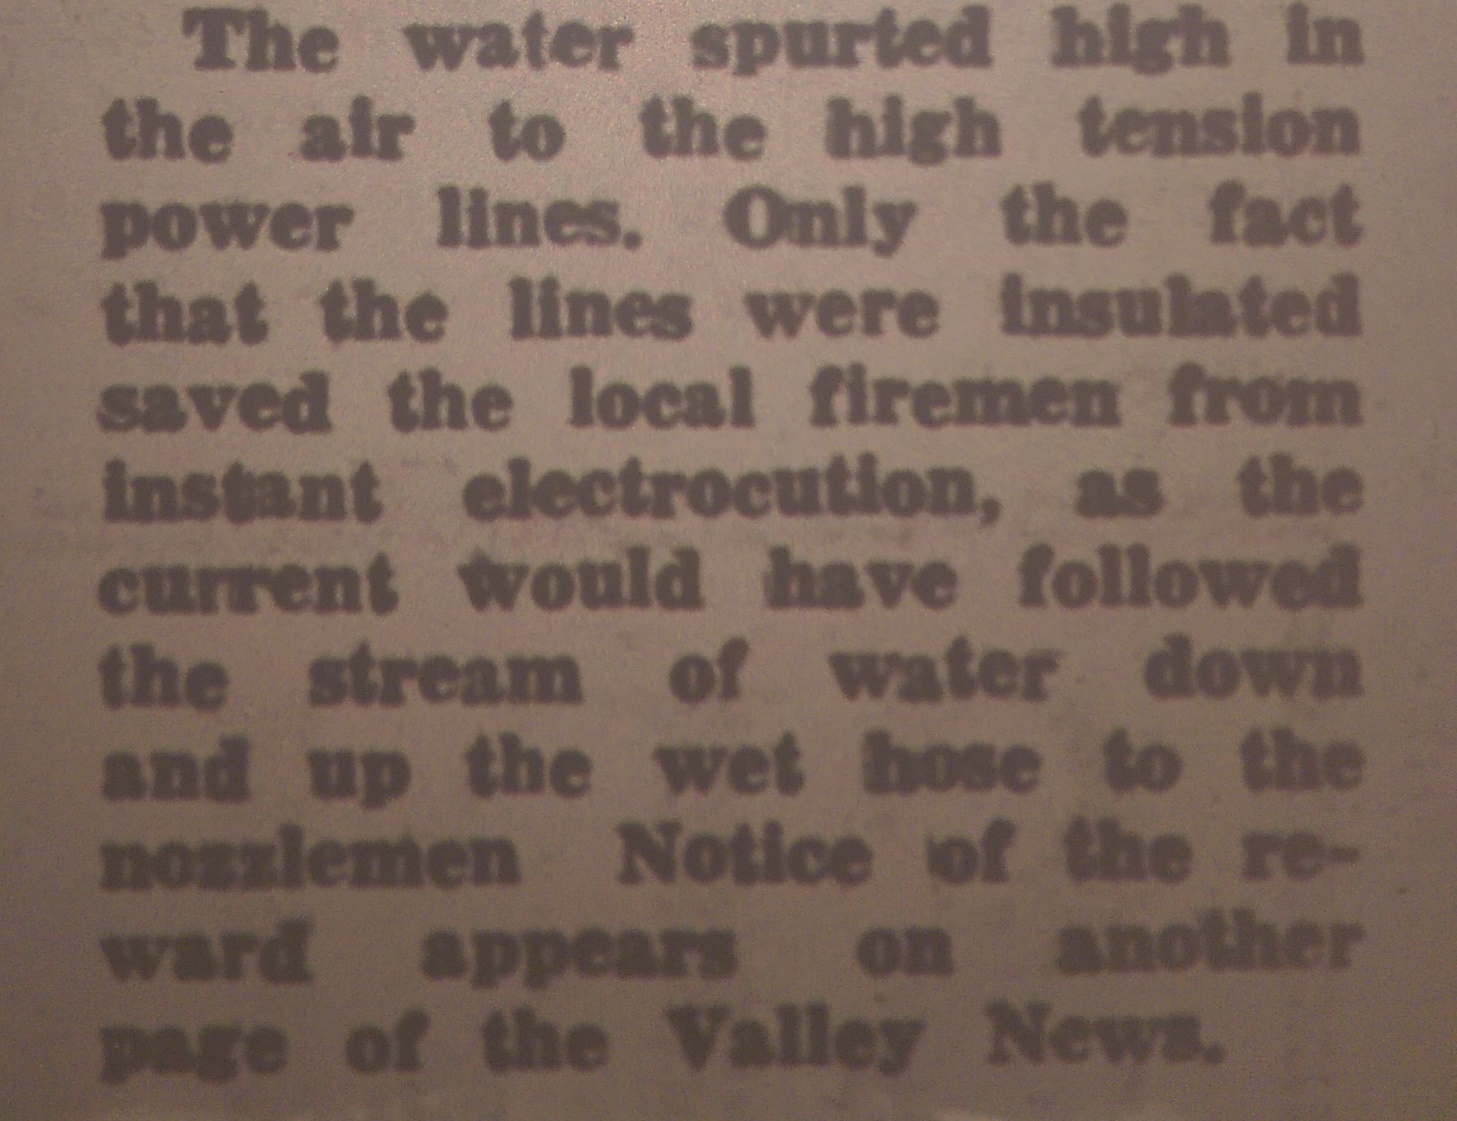 The water spurted high in
the air to the high tension
power lines. Only the fact
that the lines were insulated
saved the local firemen from
instant electrocution, as the
current would have followed
the stream of water down
and up the wet hose to the
nozzlemen Notice of the re-
ward appears on another
page of the Valley News.